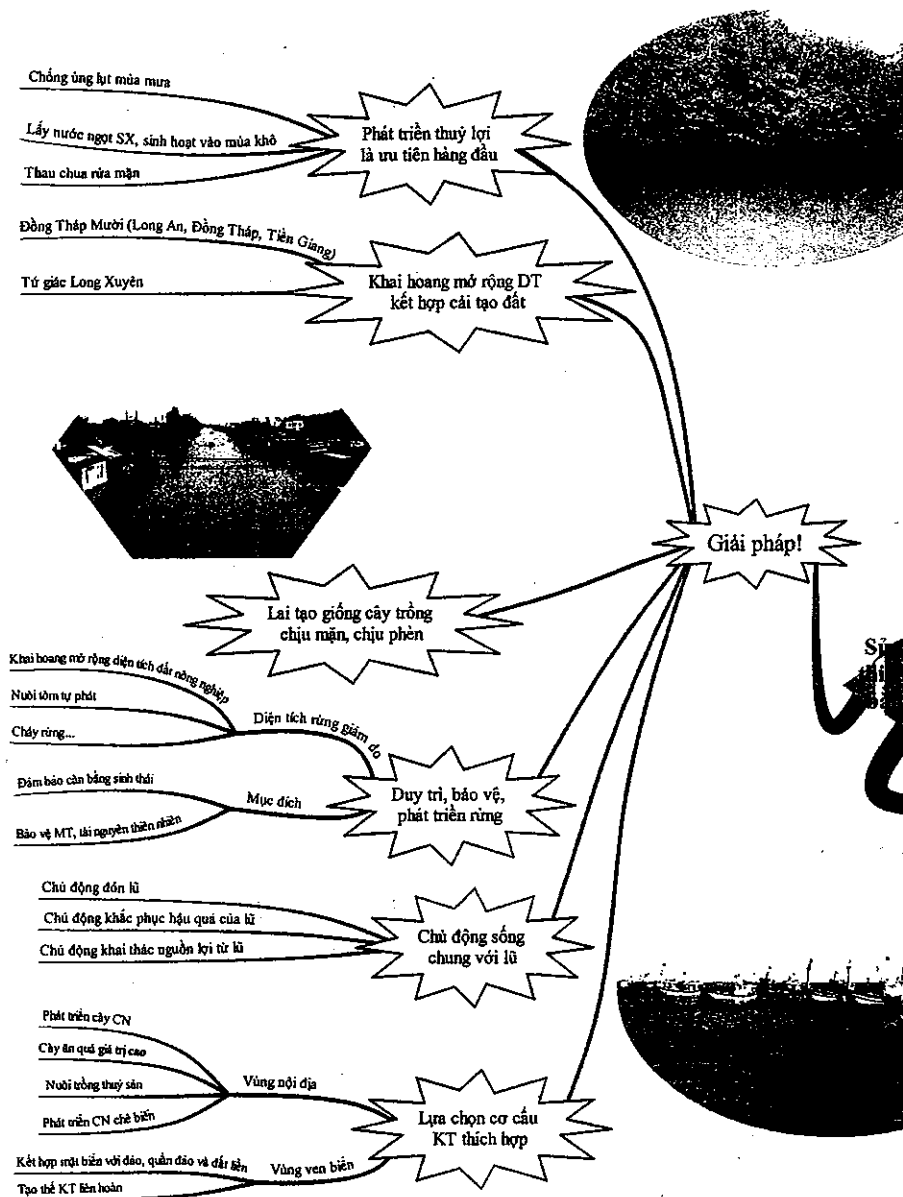 Chống úng lụt mùa mưa
Lấy nước ngọt SX, sinh hoạt vào mùa khô
Thau chua rửa mặn
Phát triển thuỷ lợi
là ưu tiên hàng đầu
Đồng Tháp Mười (Long An, Đồng Tháp, Tiền Giang)
Tứ giác Long Xuyên
Khai hoang mở rộng DT
kết hợp cải tạo đất
Giải pháp!
Lai tạo giống cây trồng
chịu mặn, chịu phèn
Khai hoang mở rộng diện tích đất nông nghiệp
Nuôi tôm tự phát
Cháy rừng...
Diện tích rừng giảm do
Đảm bảo cân bằng sinh thái
Bảo vệ MT, tài nguyên thiên nhiên
Mục đích
Duy trì, bảo vệ,
phát triển rừng
Chủ động đón lũ
Chủ động khắc phục hậu quả của lũ
Chủ động khai thác nguồn lợi từ lũ
Chủ động sống
chung với lũ
Phát triển cây CN
Cây ăn quả giá trị cao
Nuôi trồng thuỷ sản
Phát triển CN chế biến
Vùng nội địa
Kết hợp mặt biển với đảo, quần đảo và đất liền
Tạo thế KT liên hoàn
Vùng ven biển
Lựa chọn cơ cấu
KT thích hợp